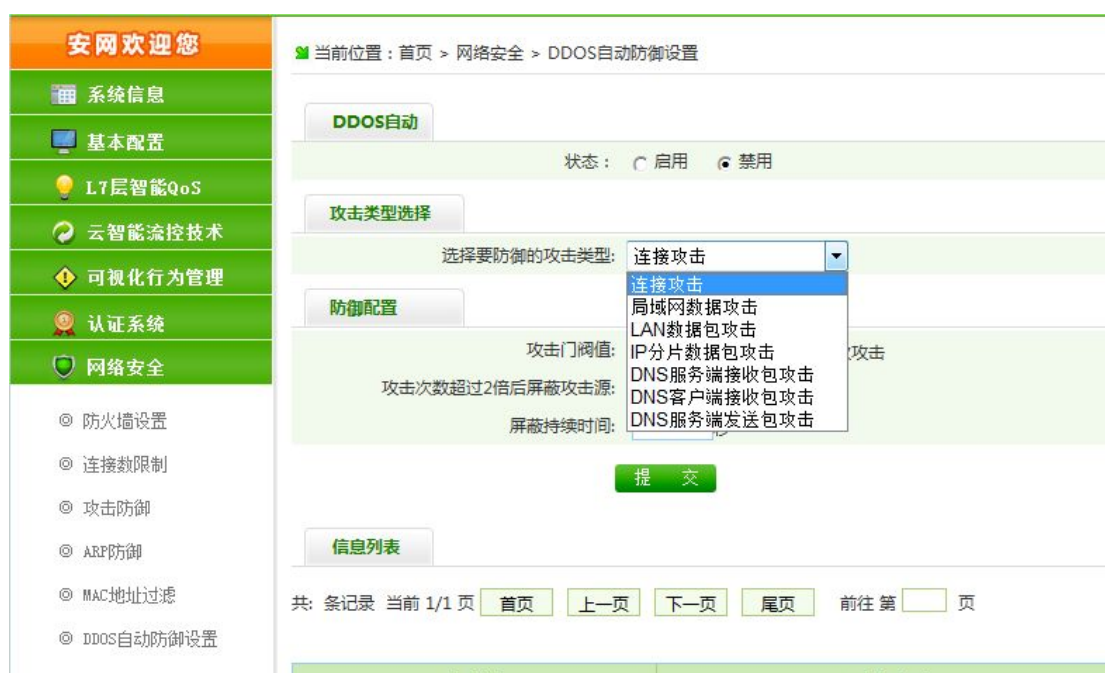 安网欢迎您
系统信息
基本配置
L7层智能QoS
云智能流控技术
可视化行为管理
认证系统
网络安全
防火墙设置
连接数限制
攻击防御
ARP防御
MAC地址过滤
DDOS自动防御设置
当前位置：首页 > 网络安全 > DDOS自动防御设置
DDOS自动
状态： 启用 禁用
攻击类型选择
选择要防御的攻击类型: 连接攻击
连接攻击
局域网数据攻击
LAN数据包攻击
IP分片数据包攻击
DNS服务端接收包攻击
DNS客户端接收包攻击
DNS服务端发送包攻击
防御配置
攻击门阀值: 攻击
攻击次数超过2倍后屏蔽攻击源:
屏蔽持续时间:
提 交
信息列表
共: 条记录 当前 1/1 页 首页 上一页 下一页 尾页 前往 第 页